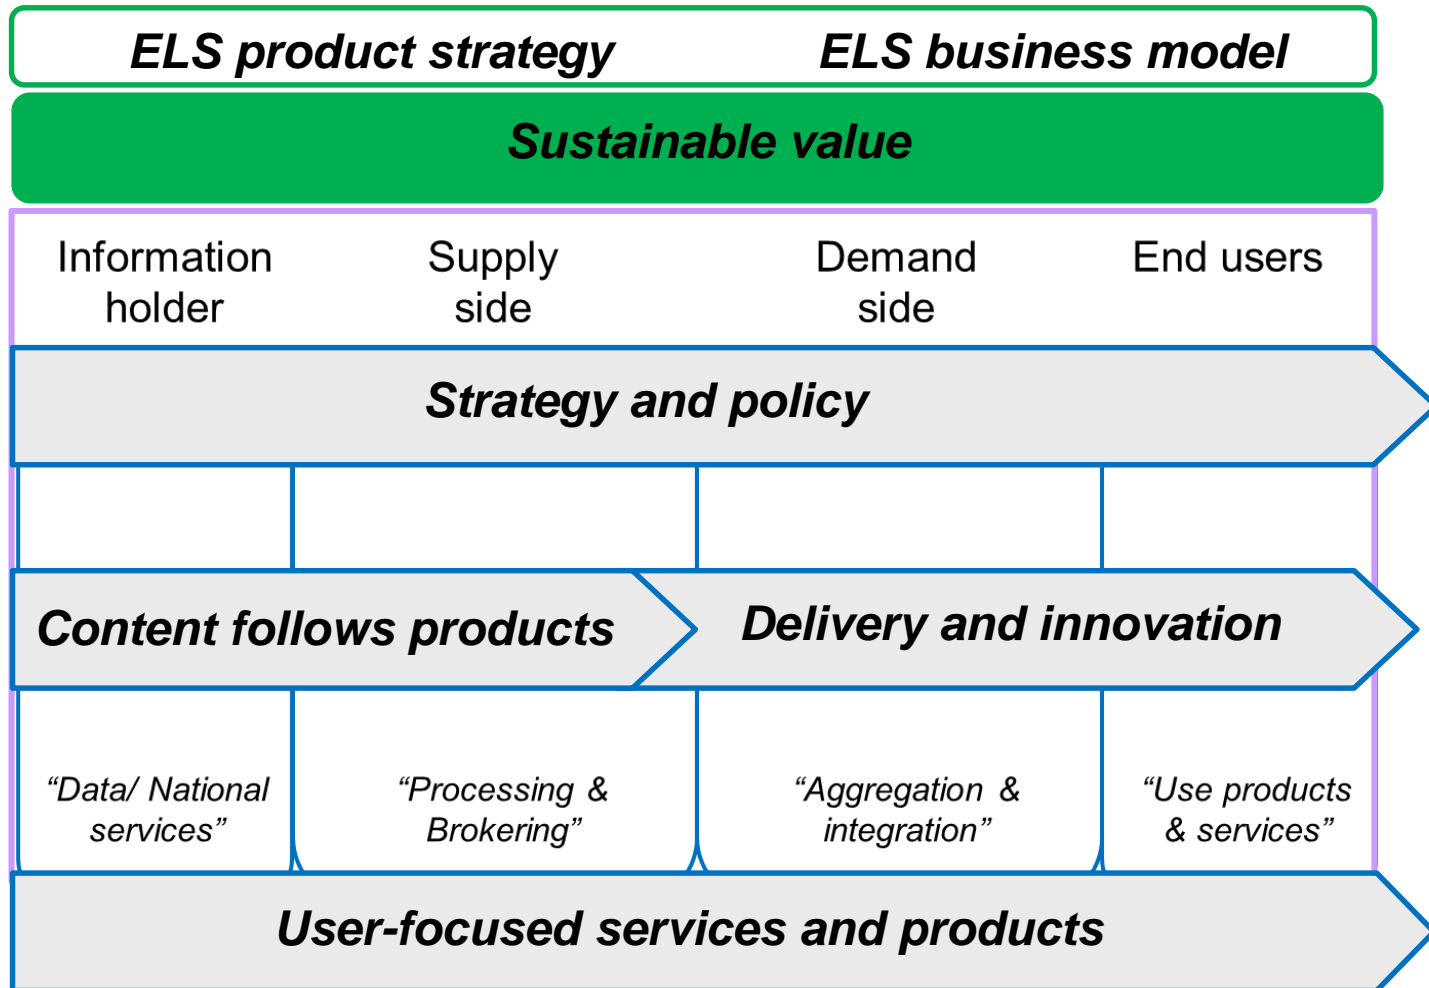 ELS product strategy
ELS business model
Sustainable value
Information
holder
Supply
side
Demand
side
End users
Strategy and policy
Content follows products
Delivery and innovation
“Data/ National
services”
“Processing &
Brokering”
“Aggregation &
integration”
“Use products
& services”
User-focused services and products